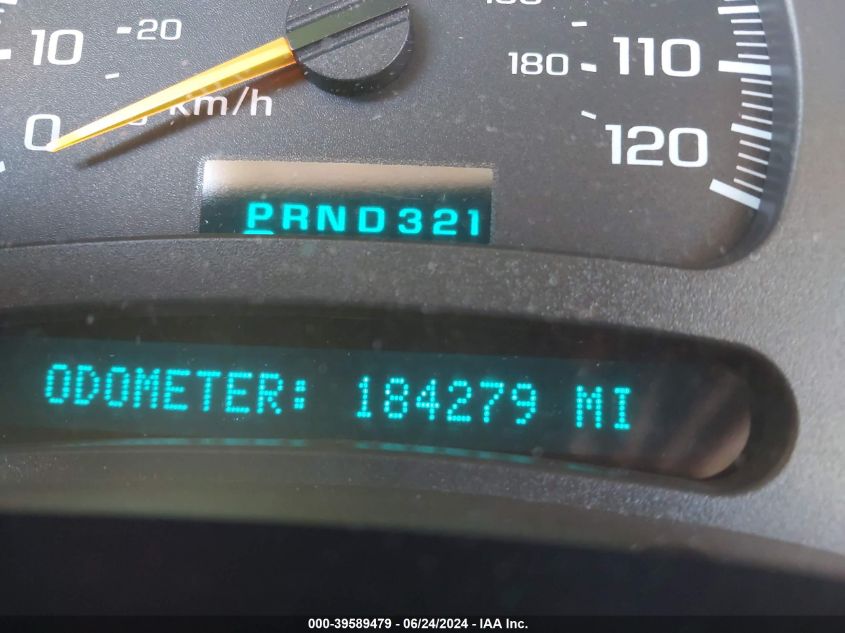 10 20 180 110
0 km/h 120
PRND321
ODOMETER: 184279 MI
000-39589479 - 06/24/2024 - IAA Inc.